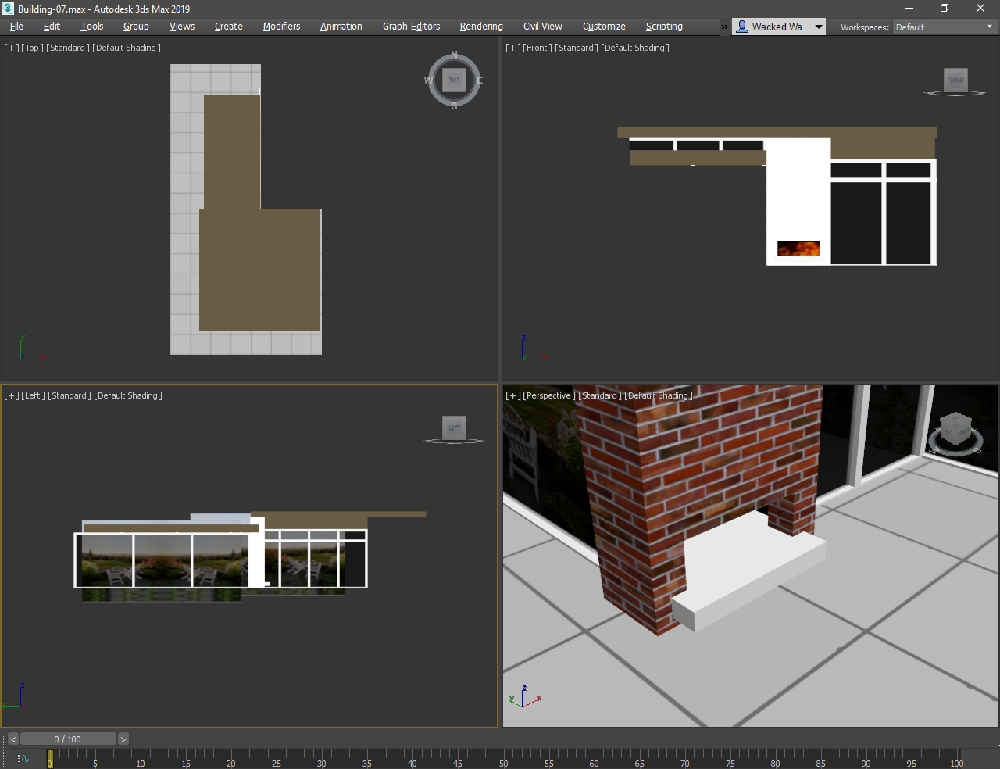 Building-07.max - Autodesk 3ds Max 2019
File Edit Tools Group Views Create Modifiers Animation Graph Editors Rendering Civil View Customize Scripting » Wacked Wa Workspaces: Default
[+] [Top] [Standard] [Default Shading]
N
W TOP E
S
[+] [Front] [Standard] [Default Shading]
FRONT
[+] [Left] [Standard] [Default Shading]
LEFT
[+] [Perspective] [Standard] [Default Shading]
z
y x
< 0 / 100 >
0 5 10 15 20 25 30 35 40 45 50 55 60 65 70 75 80 85 90 95 100